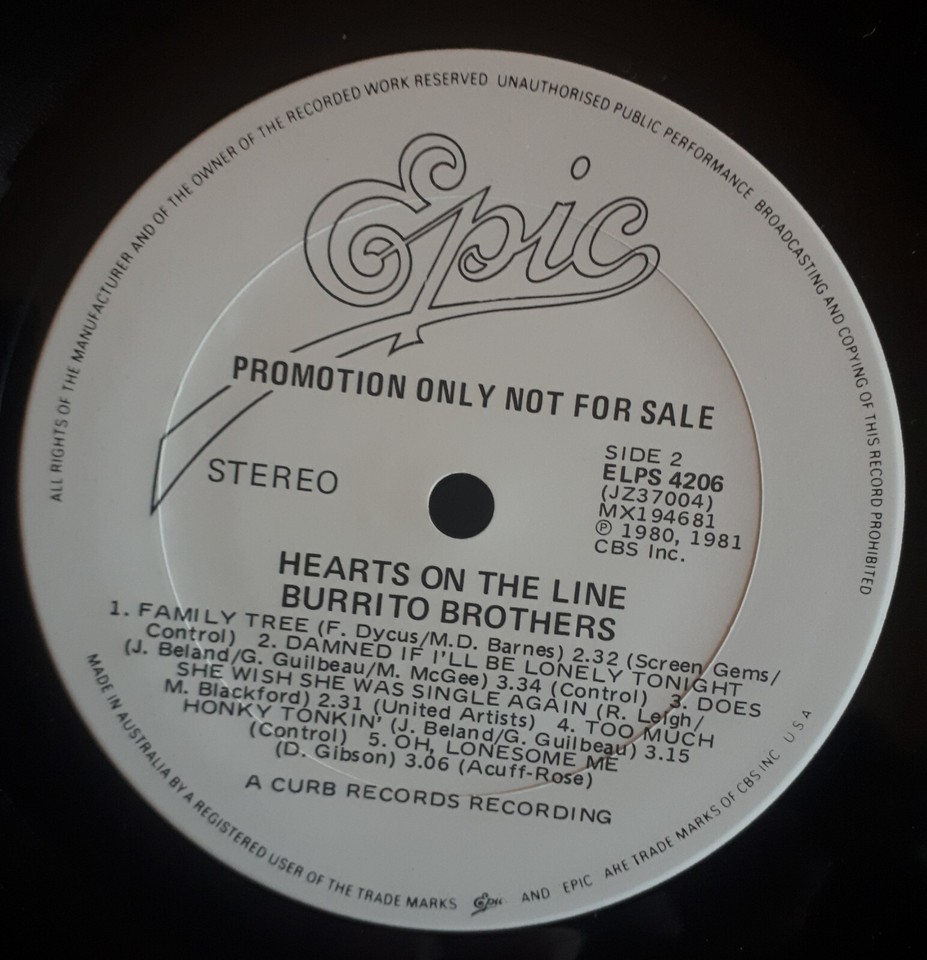 ALL RIGHTS OF THE MANUFACTURER AND OF THE OWNER OF THE RECORDED WORK RESERVED UNAUTHORISED PUBLIC PERFORMANCE BROADCASTING AND COPYING OF THIS RECORD PROHIBITED
Epic
PROMOTION ONLY NOT FOR SALE
STEREO
SIDE 2
ELPS 4206
(JZ37004)
MX194681
℗ 1980, 1981
CBS Inc.
HEARTS ON THE LINE
BURRITO BROTHERS
1. FAMILY TREE (F. Dycus/M.D. Barnes) 2.32 (Screen Gems/
Control) 2. DAMNED IF I'LL BE LONELY TONIGHT
(J. Beland/G. Guilbeau/M. McGee) 3.34 (Control) 3. DOES
SHE WISH SHE WAS SINGLE AGAIN (R. Leigh/
M. Blackford) 2.31 (United Artists) 4. TOO MUCH
HONKY TONKIN' (J. Beland/G. Guilbeau) 3.15
(Control) 5. OH, LONESOME ME
(D. Gibson) 3.06 (Acuff-Rose)
A CURB RECORDS RECORDING
MADE IN AUSTRALIA BY A REGISTERED USER OF THE TRADE MARKS Epic AND EPIC ARE TRADE MARKS OF CBS INC USA